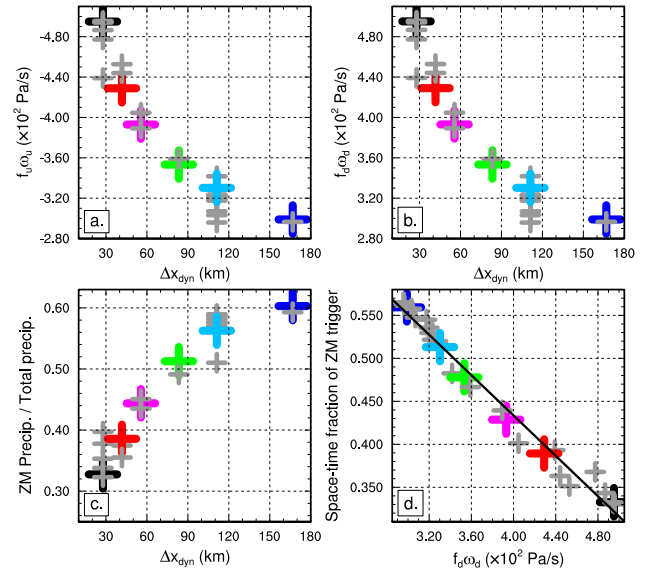 -4.80
-4.40
-4.00
-3.60
-3.20
-2.80
fuωu (×10² Pa/s)
a.
30 60 90 120 150 180
Δxdyn (km)
4.80
4.40
4.00
3.60
3.20
2.80
fdωd (×10² Pa/s)
b.
30 60 90 120 150 180
Δxdyn (km)
0.60
0.50
0.40
0.30
ZM Precip. / Total precip.
c.
30 60 90 120 150 180
Δxdyn (km)
0.550
0.500
0.450
0.400
0.350
Space-time fraction of ZM trigger
d.
3.20 3.60 4.00 4.40 4.80
fdωd (×10² Pa/s)